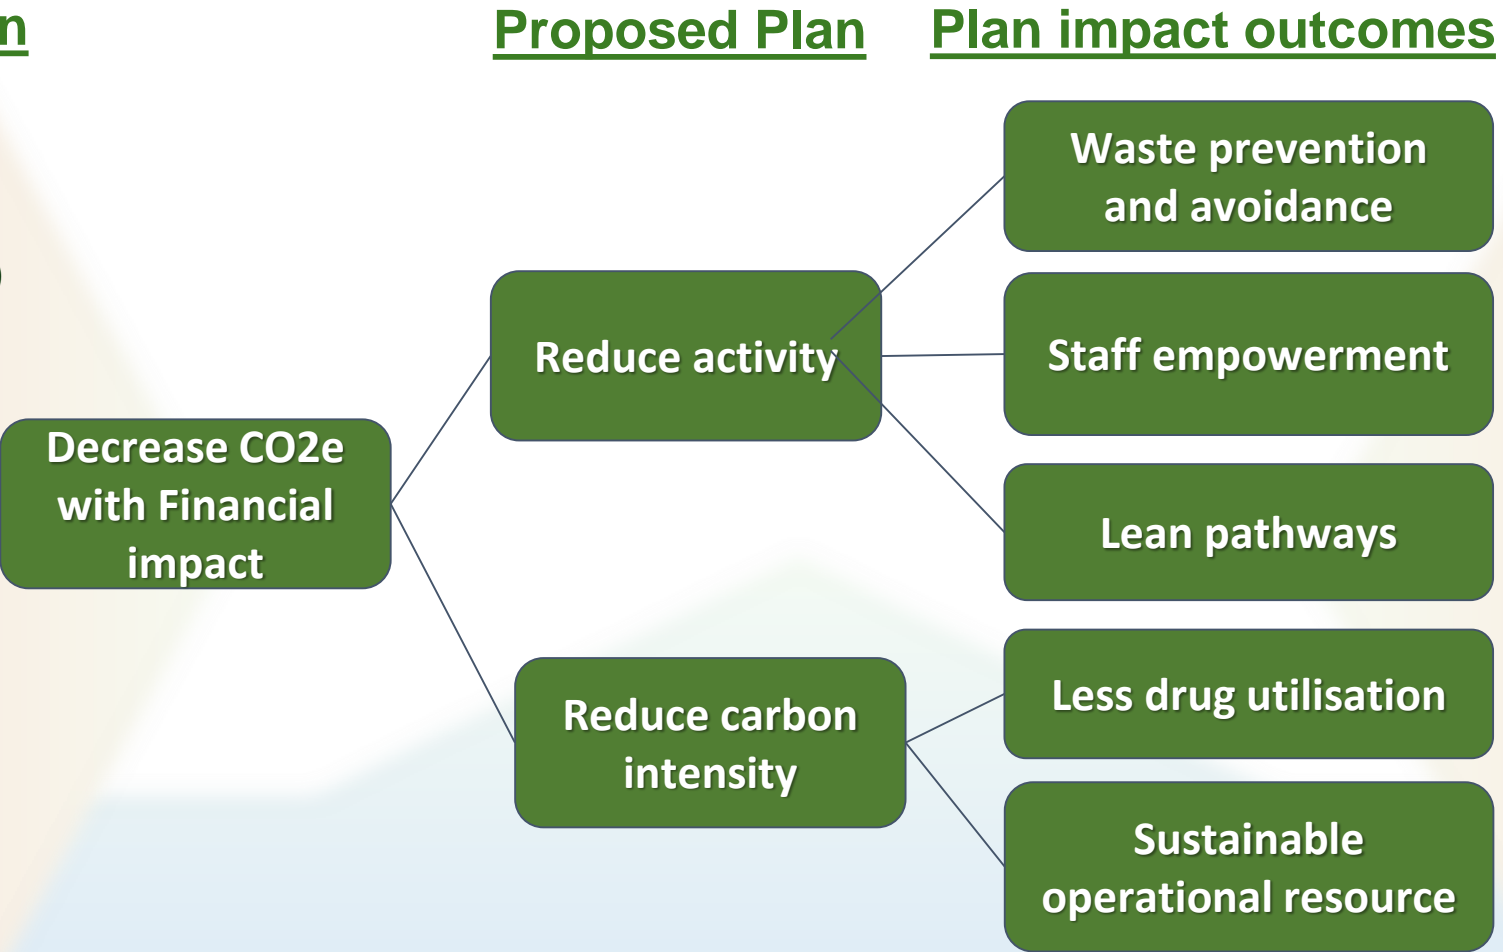 n
Proposed Plan
Plan impact outcomes
Waste prevention
and avoidance
Reduce activity
Staff empowerment
Decrease CO2e
with Financial
impact
Lean pathways
Reduce carbon
intensity
Less drug utilisation
Sustainable
operational resource